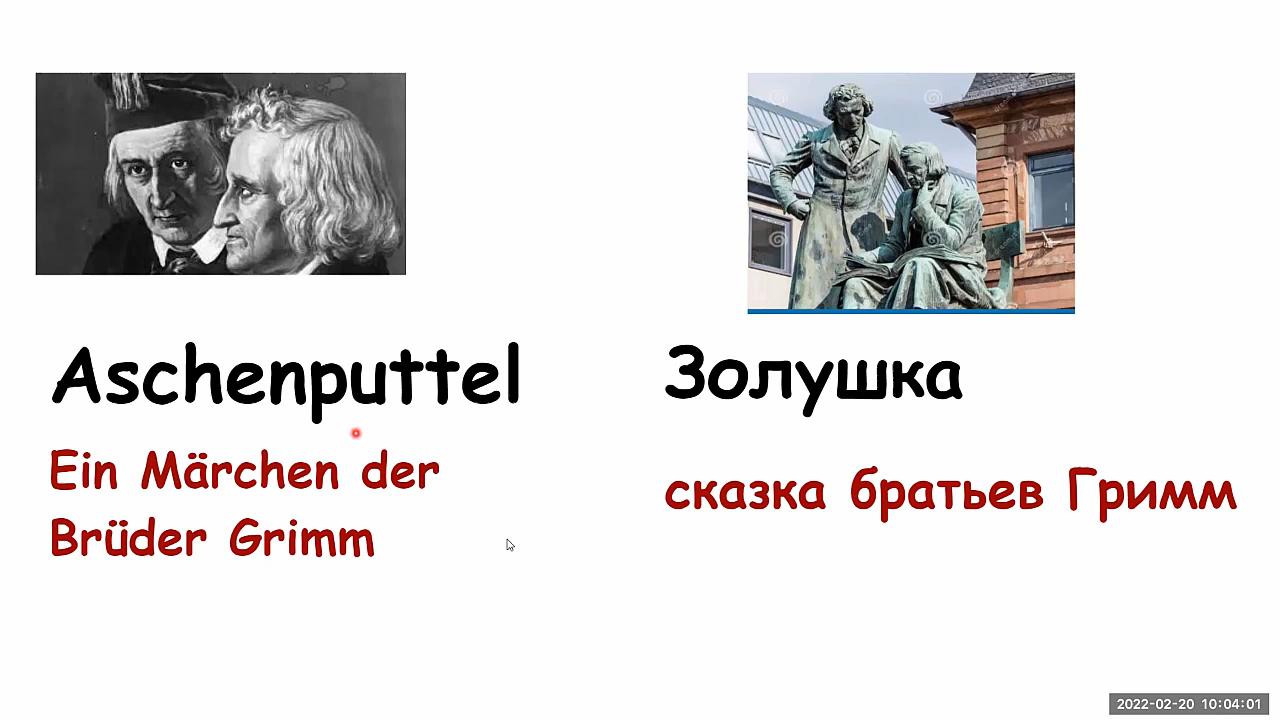 Aschenputtel
Ein Märchen der
Brüder Grimm
Золушка
сказка братьев Гримм
2022-02-20 10:04:01